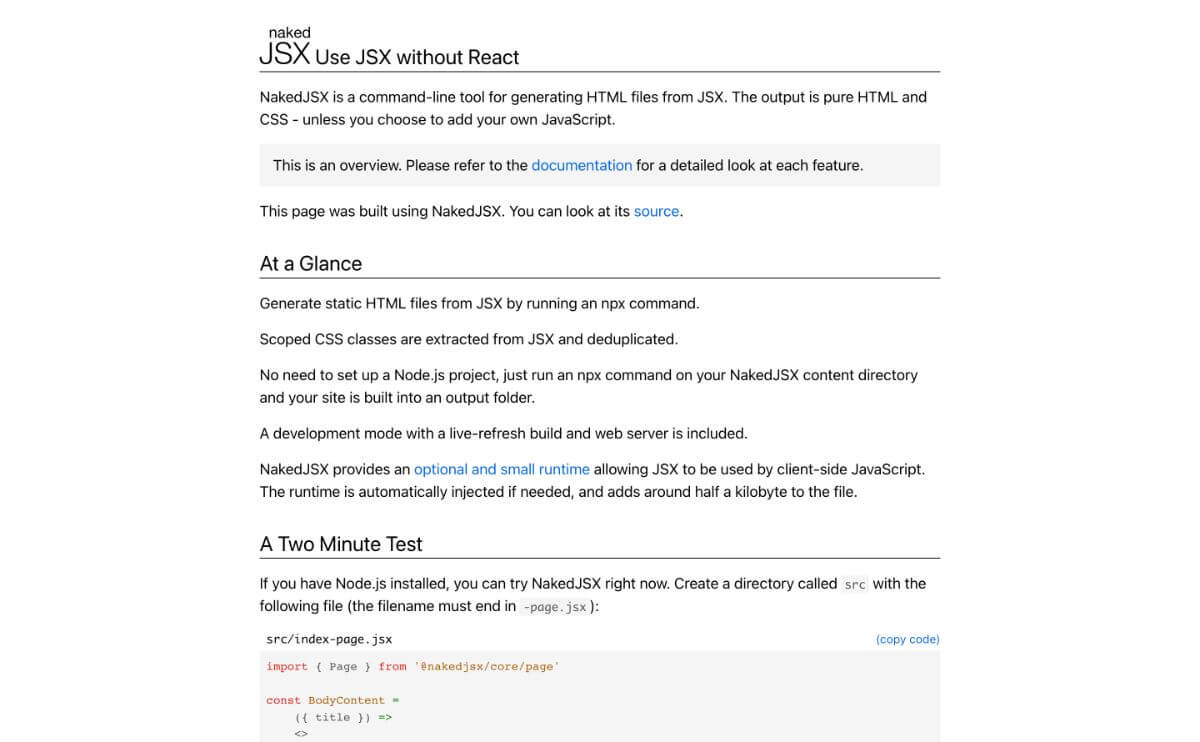 naked
JSX Use JSX without React
NakedJSX is a command-line tool for generating HTML files from JSX. The output is pure HTML and
CSS - unless you choose to add your own JavaScript.
This is an overview. Please refer to the documentation for a detailed look at each feature.
This page was built using NakedJSX. You can look at its source.
At a Glance
Generate static HTML files from JSX by running an npx command.
Scoped CSS classes are extracted from JSX and deduplicated.
No need to set up a Node.js project, just run an npx command on your NakedJSX content directory
and your site is built into an output folder.
A development mode with a live-refresh build and web server is included.
NakedJSX provides an optional and small runtime allowing JSX to be used by client-side JavaScript.
The runtime is automatically injected if needed, and adds around half a kilobyte to the file.
A Two Minute Test
If you have Node.js installed, you can try NakedJSX right now. Create a directory called src with the
following file (the filename must end in -page.jsx):
src/index-page.jsx (copy code)
import { Page } from '@nakedjsx/core/page'
const BodyContent =
({ title }) =>
<>